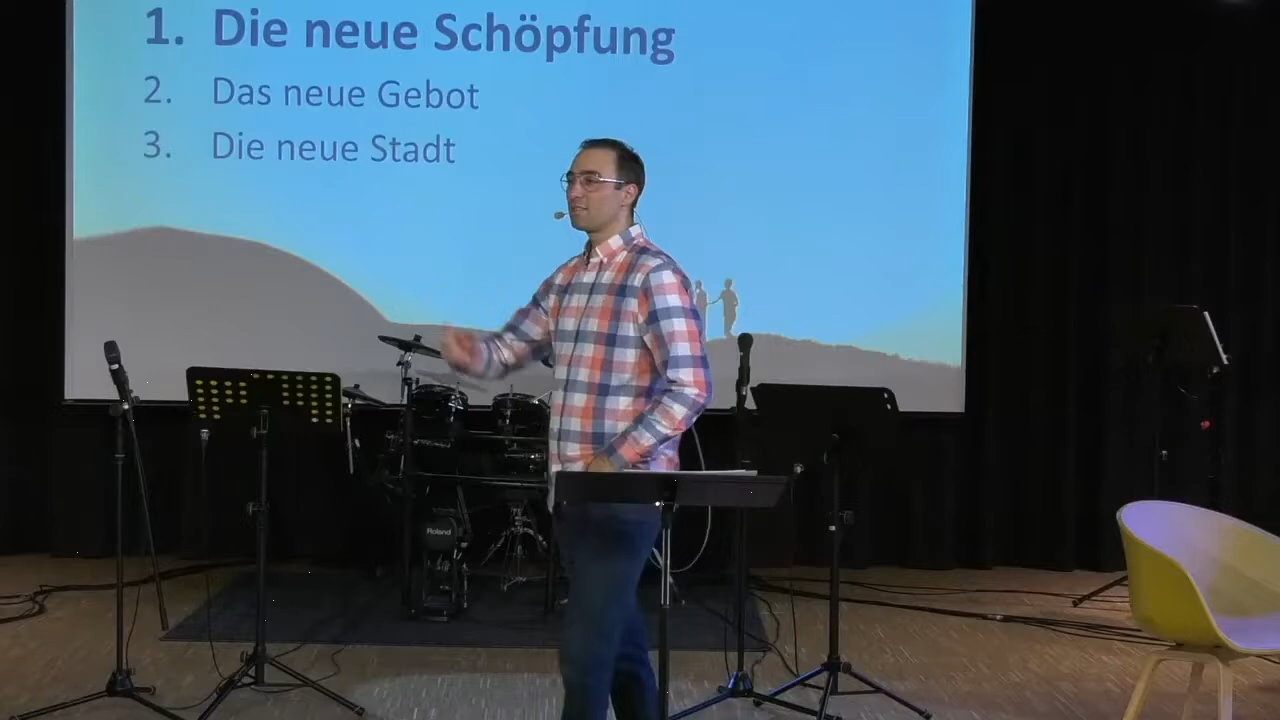 1. Die neue Schöpfung
2. Das neue Gebot
3. Die neue Stadt
Roland